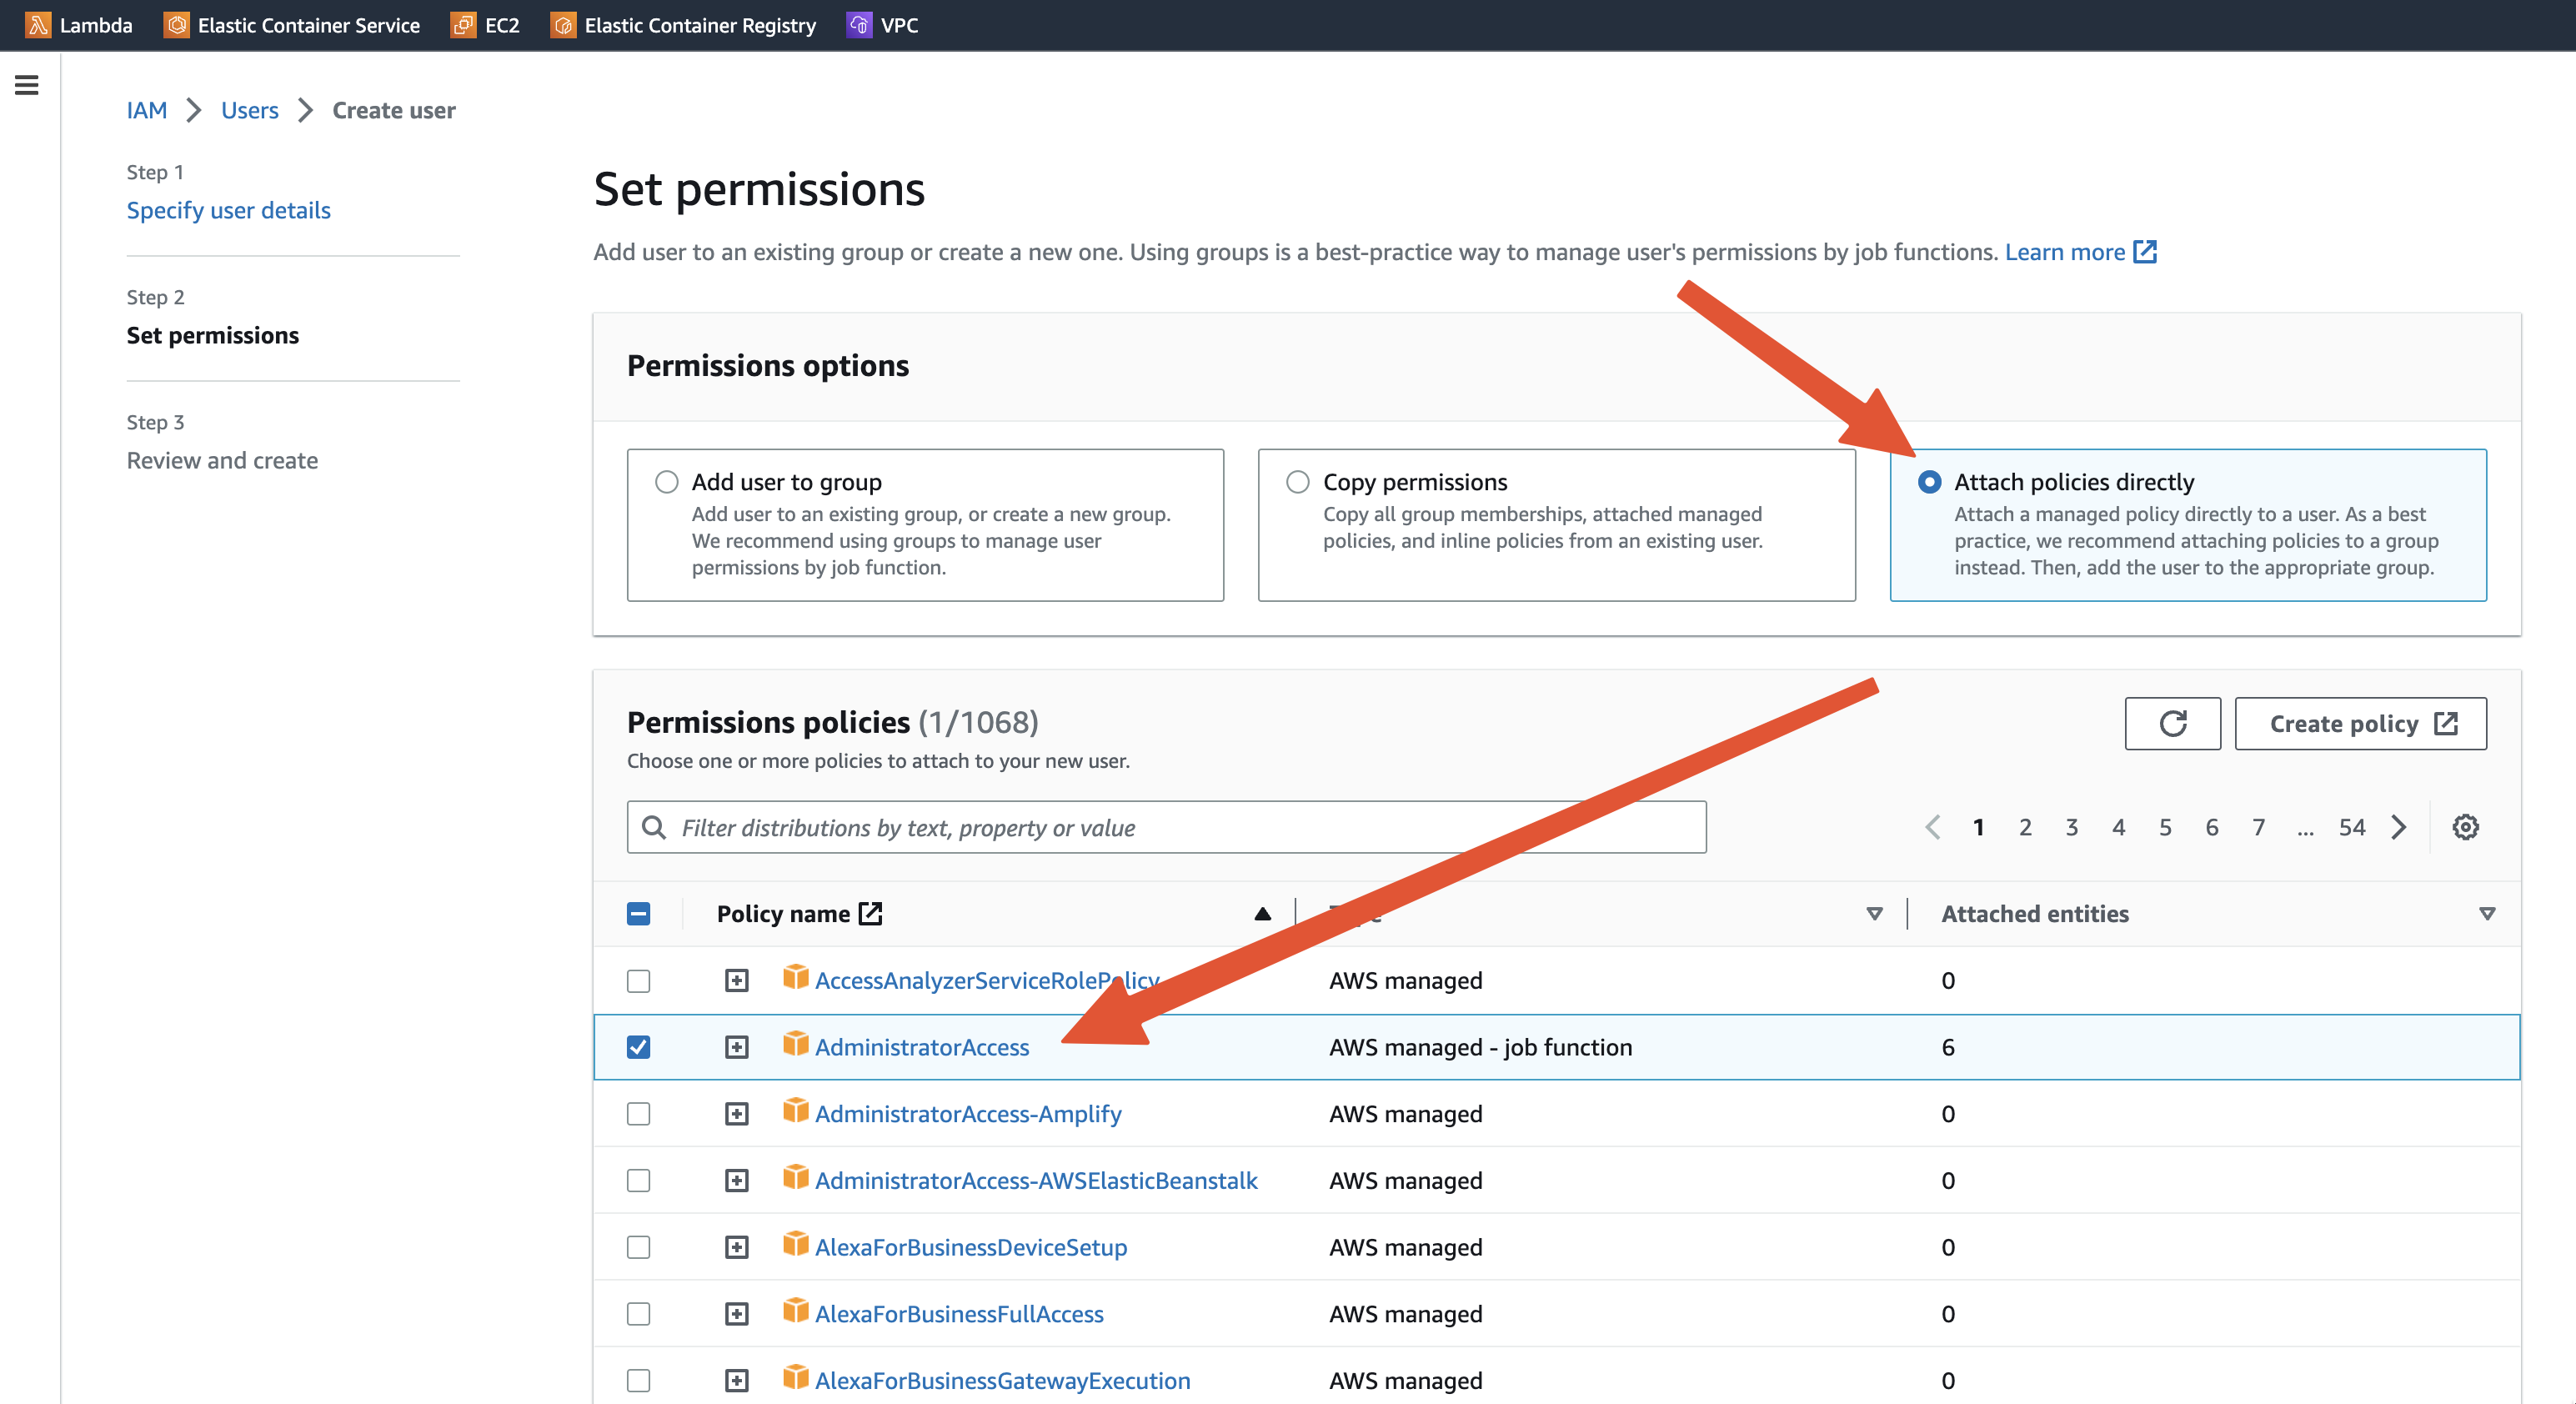 Lambda Elastic Container Service EC2 Elastic Container Registry VPC
IAM Users Create user
Step 1
Specify user details
Step 2
Set permissions
Step 3
Review and create
Set permissions
Add user to an existing group or create a new one. Using groups is a best-practice way to manage user's permissions by job functions. Learn more
Permissions options
Add user to group
Add user to an existing group, or create a new group.
We recommend using groups to manage user
permissions by job function.
Copy permissions
Copy all group memberships, attached managed
policies, and inline policies from an existing user.
Attach policies directly
Attach a managed policy directly to a user. As a best
practice, we recommend attaching policies to a group
instead. Then, add the user to the appropriate group.
Permissions policies (1/1068)
Choose one or more policies to attach to your new user.
Create policy
Filter distributions by text, property or value
1 2 3 4 5 6 7 ... 54
Policy name Attached entities
AccessAnalyzerServiceRolePolicy AWS managed 0
AdministratorAccess AWS managed - job function 6
AdministratorAccess-Amplify AWS managed 0
AdministratorAccess-AWSElasticBeanstalk AWS managed 0
AlexaForBusinessDeviceSetup AWS managed 0
AlexaForBusinessFullAccess AWS managed 0
AlexaForBusinessGatewayExecution AWS managed 0